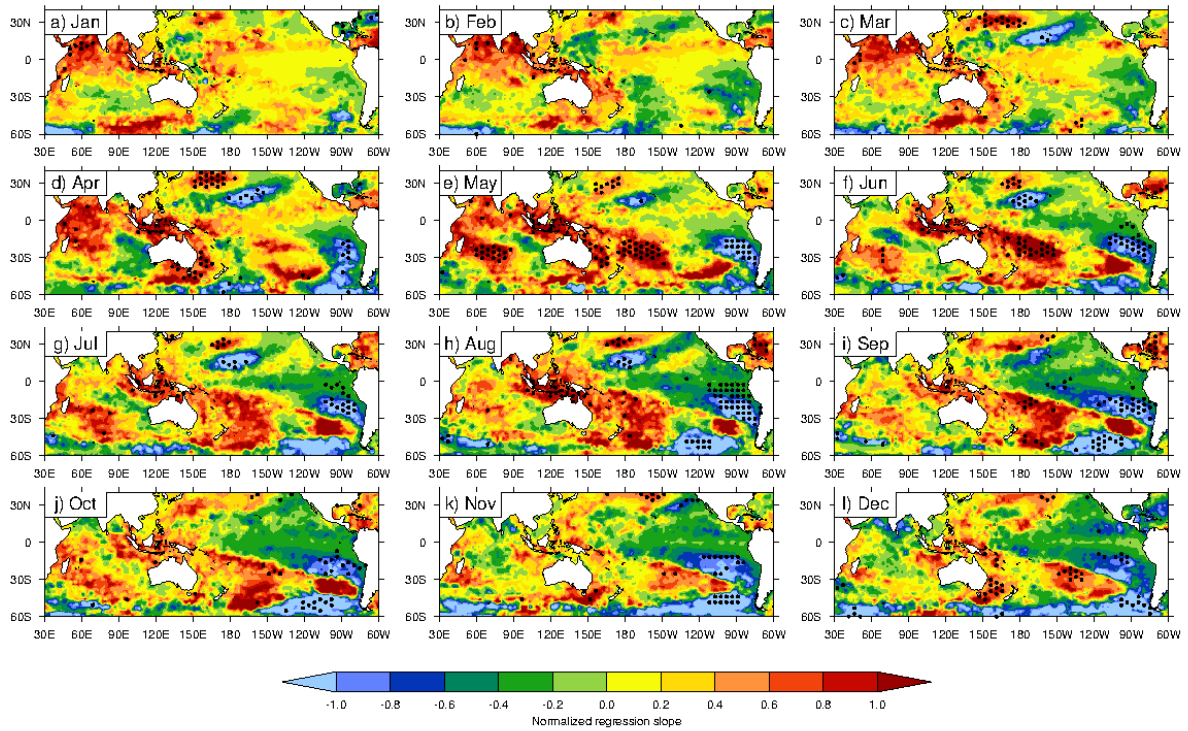 a) Jan b) Feb c) Mar
30N 30N 30N
0 0 0
30S 30S 30S
60S 60S 60S
30E 60E 90E 120E 150E 180 150W 120W 90W 60W 30E 60E 90E 120E 150E 180 150W 120W 90W 60W 30E 60E 90E 120E 150E 180 150W 120W 90W 60W
d) Apr e) May f) Jun
30N 30N 30N
0 0 0
30S 30S 30S
60S 60S 60S
30E 60E 90E 120E 150E 180 150W 120W 90W 60W 30E 60E 90E 120E 150E 180 150W 120W 90W 60W 30E 60E 90E 120E 150E 180 150W 120W 90W 60W
g) Jul h) Aug i) Sep
30N 30N 30N
0 0 0
30S 30S 30S
60S 60S 60S
30E 60E 90E 120E 150E 180 150W 120W 90W 60W 30E 60E 90E 120E 150E 180 150W 120W 90W 60W 30E 60E 90E 120E 150E 180 150W 120W 90W 60W
j) Oct k) Nov l) Dec
30N 30N 30N
0 0 0
30S 30S 30S
60S 60S 60S
30E 60E 90E 120E 150E 180 150W 120W 90W 60W 30E 60E 90E 120E 150E 180 150W 120W 90W 60W 30E 60E 90E 120E 150E 180 150W 120W 90W 60W
-1.0 -0.8 -0.6 -0.4 -0.2 0.0 0.2 0.4 0.6 0.8 1.0
Normalized regression slope